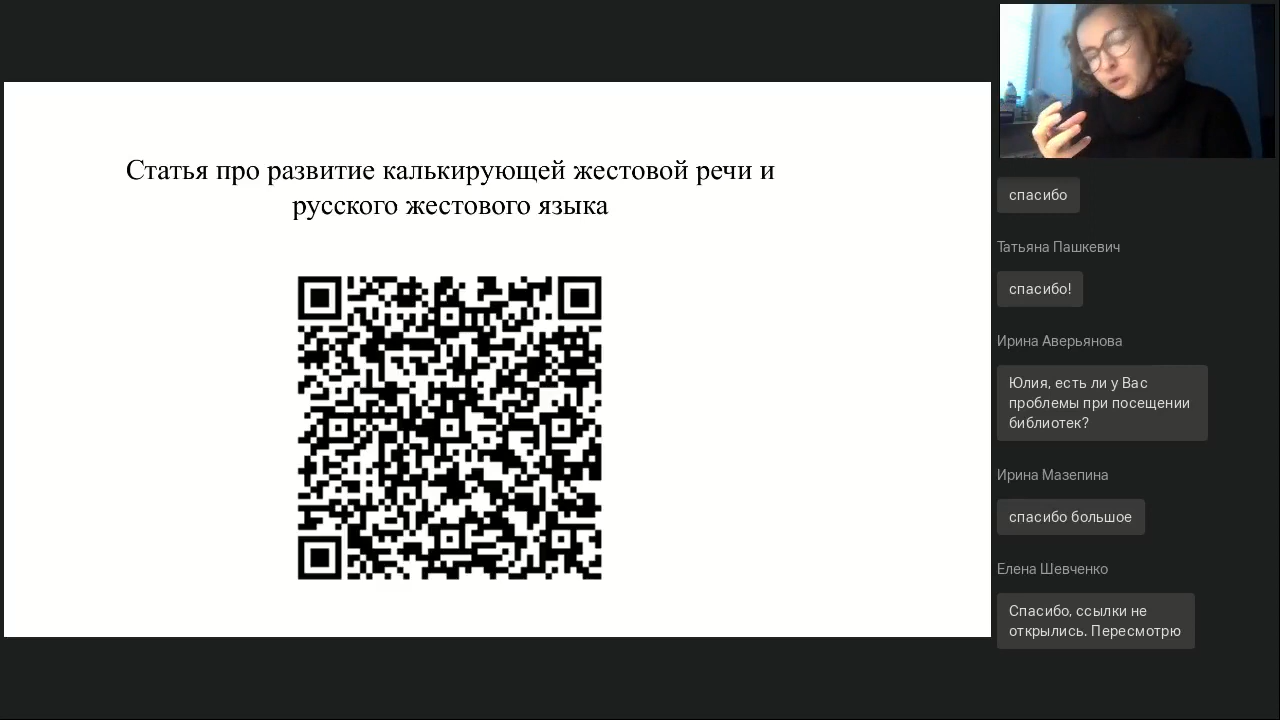 Статья про развитие калькирующей жестовой речи и
русского жестового языка
спасибо
Татьяна Пашкевич
спасибо!
Ирина Аверьянова
Юлия, есть ли у Вас
проблемы при посещении
библиотек?
Ирина Мазепина
спасибо большое
Елена Шевченко
Спасибо, ссылки не
открылись. Пересмотрю